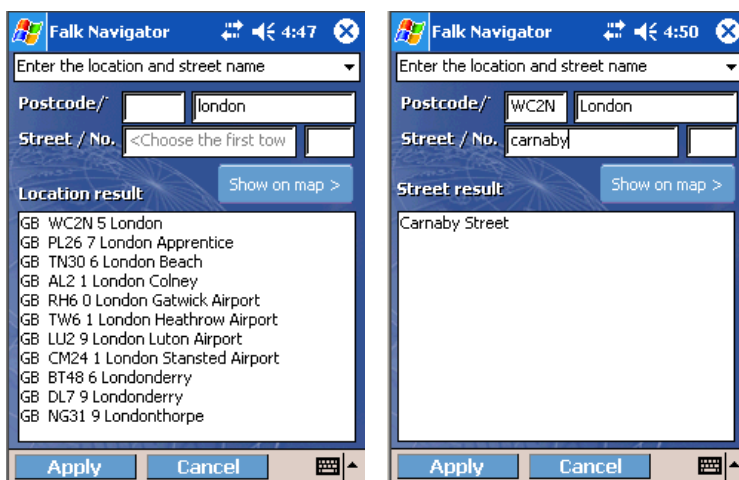 Falk Navigator 4:47
Enter the location and street name
Postcode/ london
Street / No. <Choose the first tow
Show on map >
Location result
GB WC2N 5 London
GB PL26 7 London Apprentice
GB TN30 6 London Beach
GB AL2 1 London Colney
GB RH6 0 London Gatwick Airport
GB TW6 1 London Heathrow Airport
GB LU2 9 London Luton Airport
GB CM24 1 London Stansted Airport
GB BT48 6 Londonderry
GB DL7 9 Londonderry
GB NG31 9 Londonthorpe
Apply Cancel
Falk Navigator 4:50
Enter the location and street name
Postcode/ WC2N London
Street / No. carnaby
Show on map >
Street result
Carnaby Street
Apply Cancel